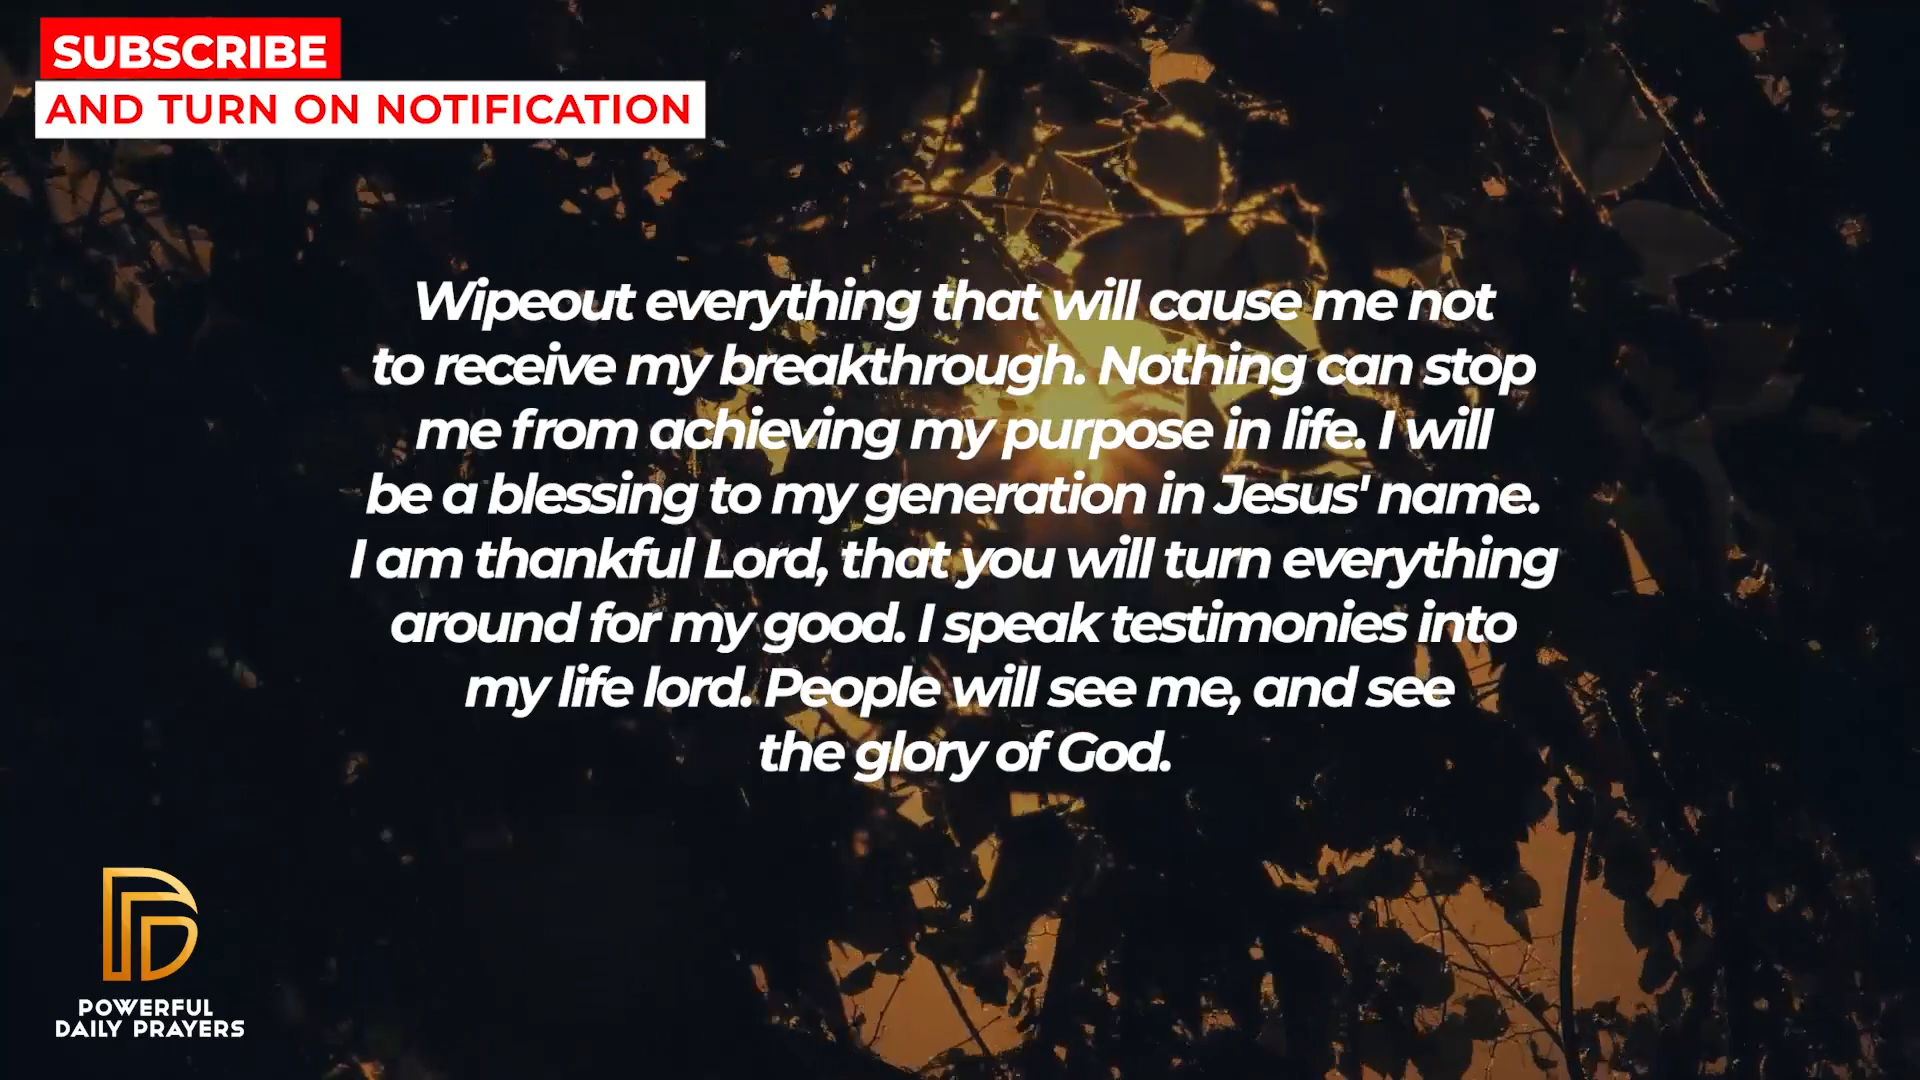 SUBSCRIBE
AND TURN ON NOTIFICATION
Wipeout everything that will cause me not
to receive my breakthrough. Nothing can stop
me from achieving my purpose in life. I will
be a blessing to my generation in Jesus' name.
I am thankful Lord, that you will turn everything
around for my good. I speak testimonies into
my life lord. People will see me, and see
the glory of God.
POWERFUL
DAILY PRAYERS